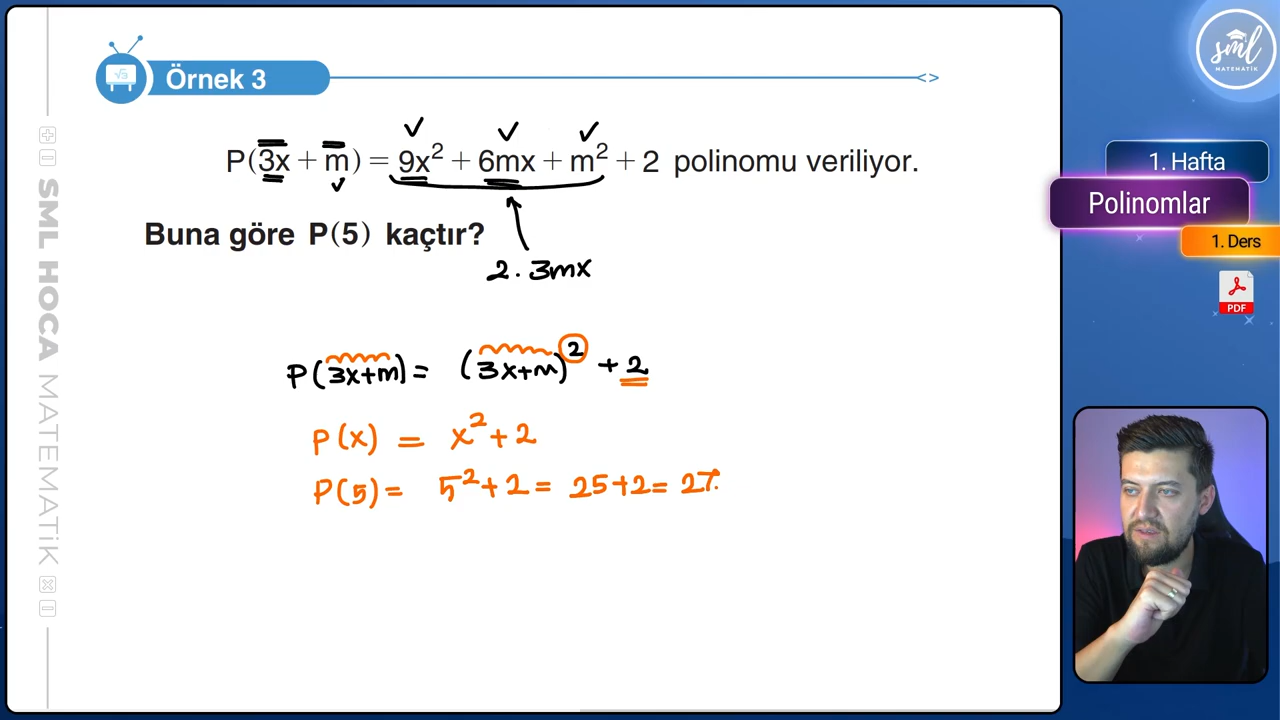 Örnek 3
P(3x + m) = 9x² + 6mx + m² + 2 polinomu veriliyor.
Buna göre P(5) kaçtır?
2 . 3mx
P(3x+m) = (3x+m)² + 2
P(x) = x² + 2
P(5) = 5² + 2 = 25+2 = 27.
SML HOCA MATEMATİK
sml
MATEMATİK
1. Hafta
Polinomlar
1. Ders
PDF